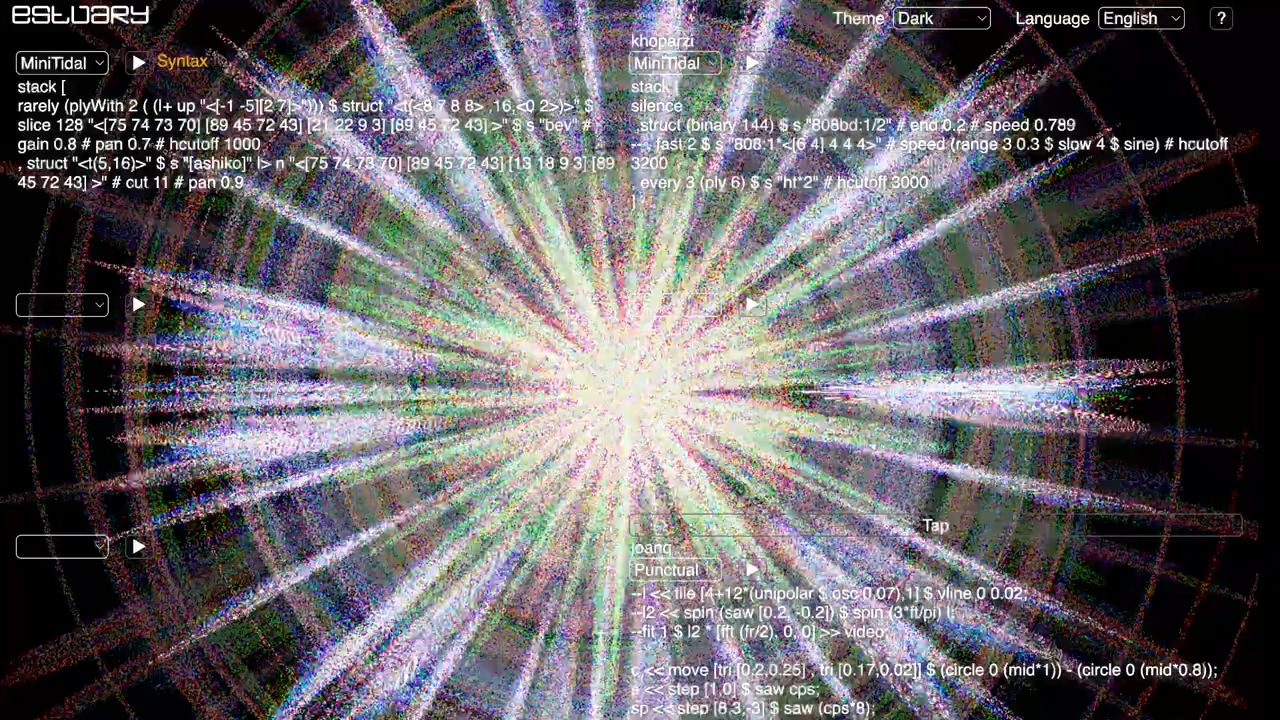 estuary
Theme Dark Language English ?
MiniTidal Syntax
stack [
rarely (plyWith 2 ( (|+ up "<[-1 -5][2 7]>"))) $ struct "<t(<8 7 8 8> ,16,<0 2>)>" $
slice 128 "<[75 74 73 70] [89 45 72 43] [21 22 9 3] [89 45 72 43] >" $ s "bev" #
gain 0.8 # pan 0.7 # hcutoff 1000
, struct "<t(5,16)>" $ s "[ashiko]" |> n "<[75 74 73 70] [89 45 72 43] [13 18 9 3] [89
45 72 43] >" # cut 11 # pan 0.9
khoparzi
MiniTidal
stack [
silence
, struct (binary 144) $ s "808bd:1/2" # end 0.2 # speed 0.789
--, fast 2 $ s "808:1*<[6 4] 4 4 4>" # speed (range 3 0.3 $ slow 4 $ sine) # hcutoff
3200
, every 3 (ply 6) $ s "ht*2" # hcutoff 3000
]
Tap
joanq
Punctual
--l << tile [4+12*(unipolar $ osc 0.07),1] $ vline 0 0.02;
--l2 << spin (saw [0.2, -0.2]) $ spin (3*ft/pi) l;
--fit 1 $ l2 * [fft (fr/2), 0, 0] >> video;
c << move [tri [0.2,0.25] , tri [0.17,0.02]] $ (circle 0 (mid*1)) - (circle 0 (mid*0.8));
<< step [1,0] $ saw cps;
sp << step [8,3,-3] $ saw (cps*8);